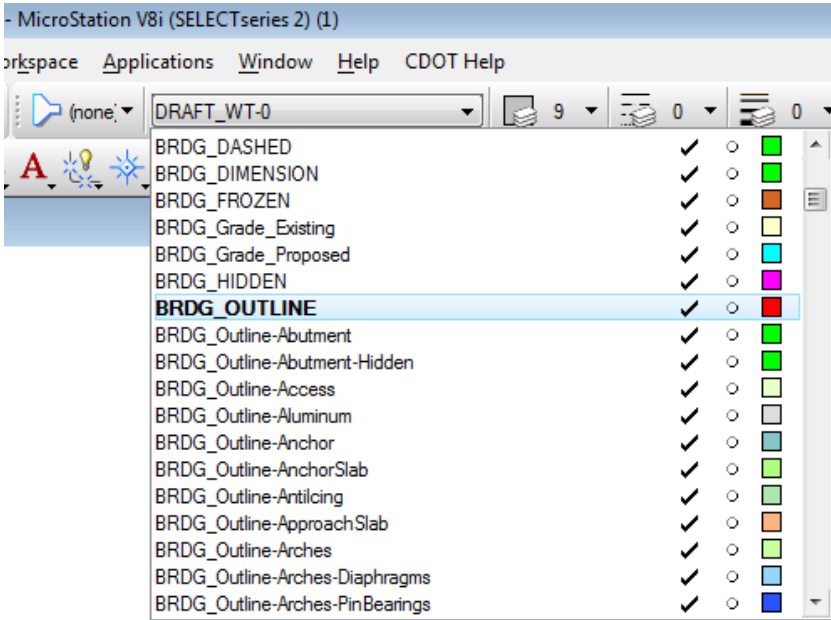 - MicroStation V8i (SELECTseries 2) (1)
orkspace Applications Window Help CDOT Help
(none) DRAFT_WT-0 9 0 0
A
BRDG_DASHED
BRDG_DIMENSION
BRDG_FROZEN
BRDG_Grade_Existing
BRDG_Grade_Proposed
BRDG_HIDDEN
BRDG_OUTLINE
BRDG_Outline-Abutment
BRDG_Outline-Abutment-Hidden
BRDG_Outline-Access
BRDG_Outline-Aluminum
BRDG_Outline-Anchor
BRDG_Outline-AnchorSlab
BRDG_Outline-AntiIcing
BRDG_Outline-ApproachSlab
BRDG_Outline-Arches
BRDG_Outline-Arches-Diaphragms
BRDG_Outline-Arches-PinBearings